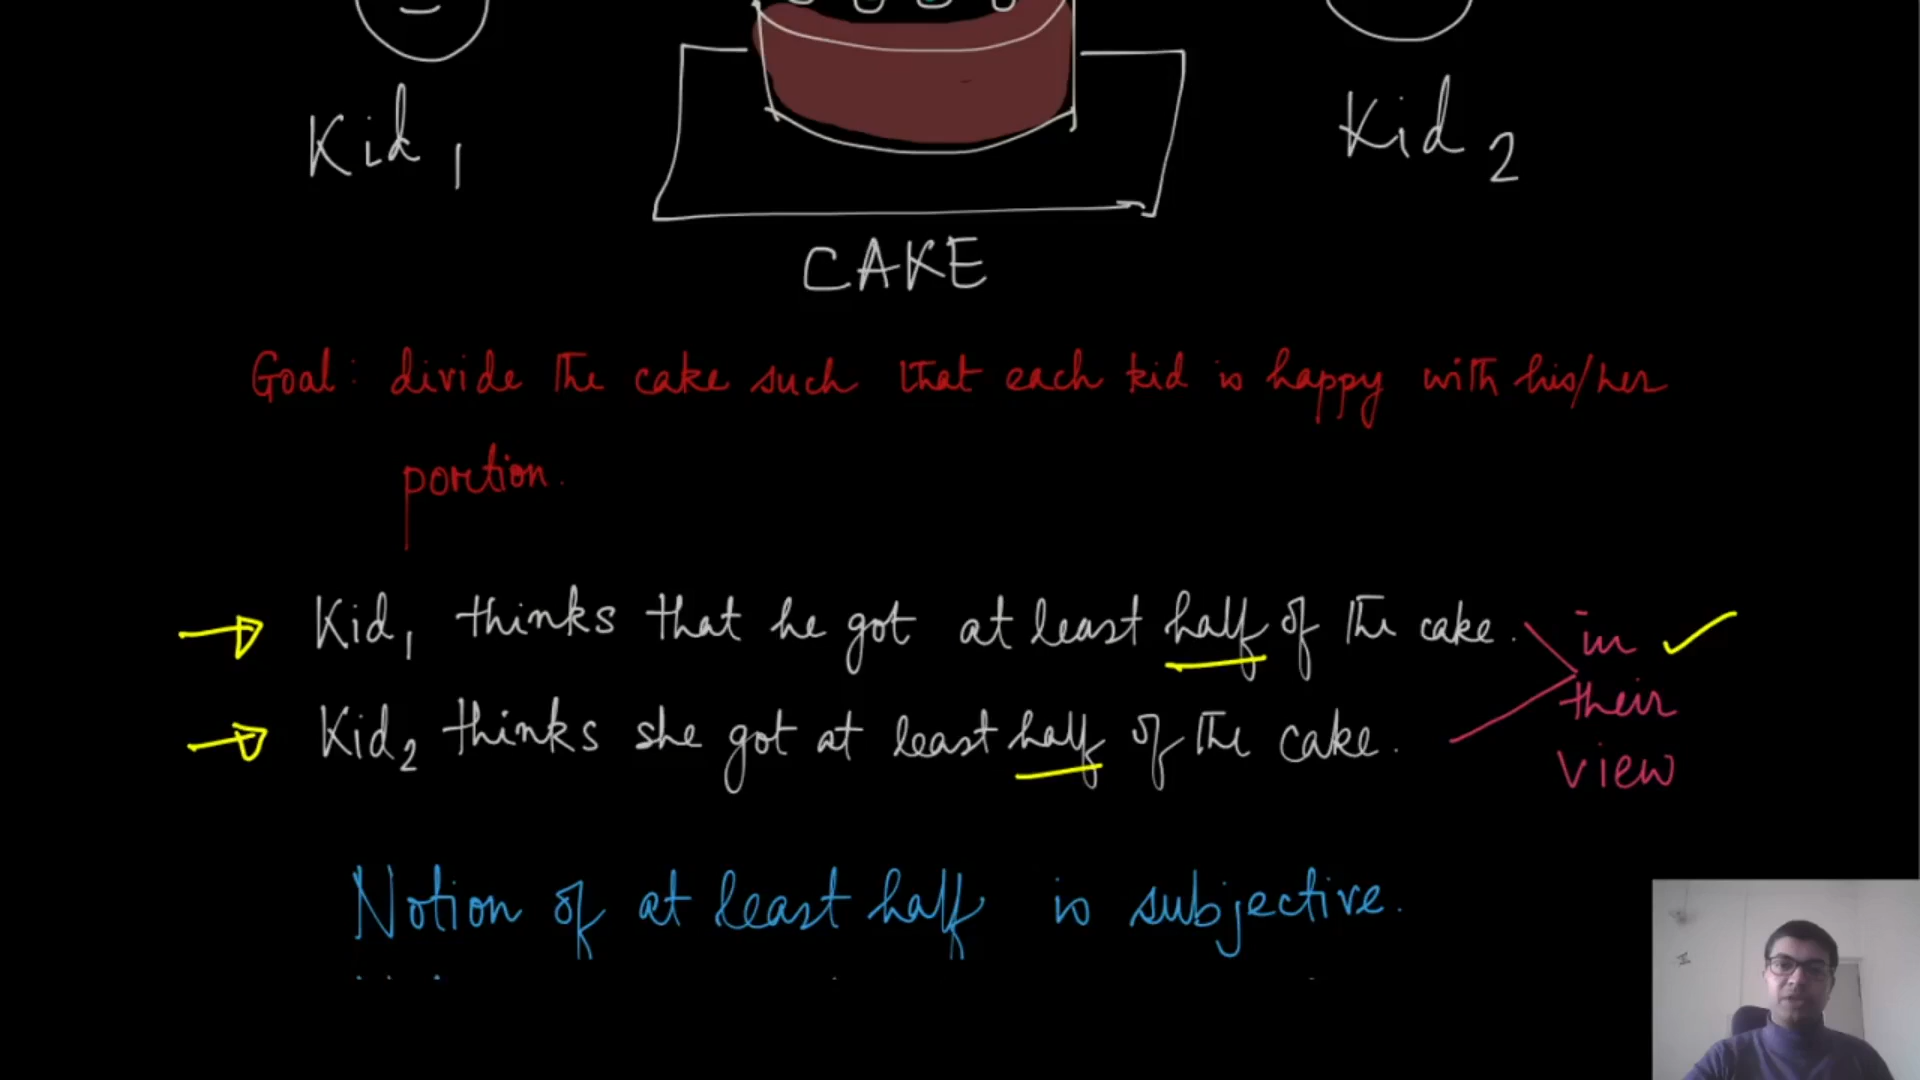 Kid 1
Kid 2
CAKE
Goal: divide the cake such that each kid is happy with his/her
portion.
Kid1 thinks that he got at least half of the cake.
Kid2 thinks she got at least half of the cake.
in
their
view
Notion of at least half is subjective.